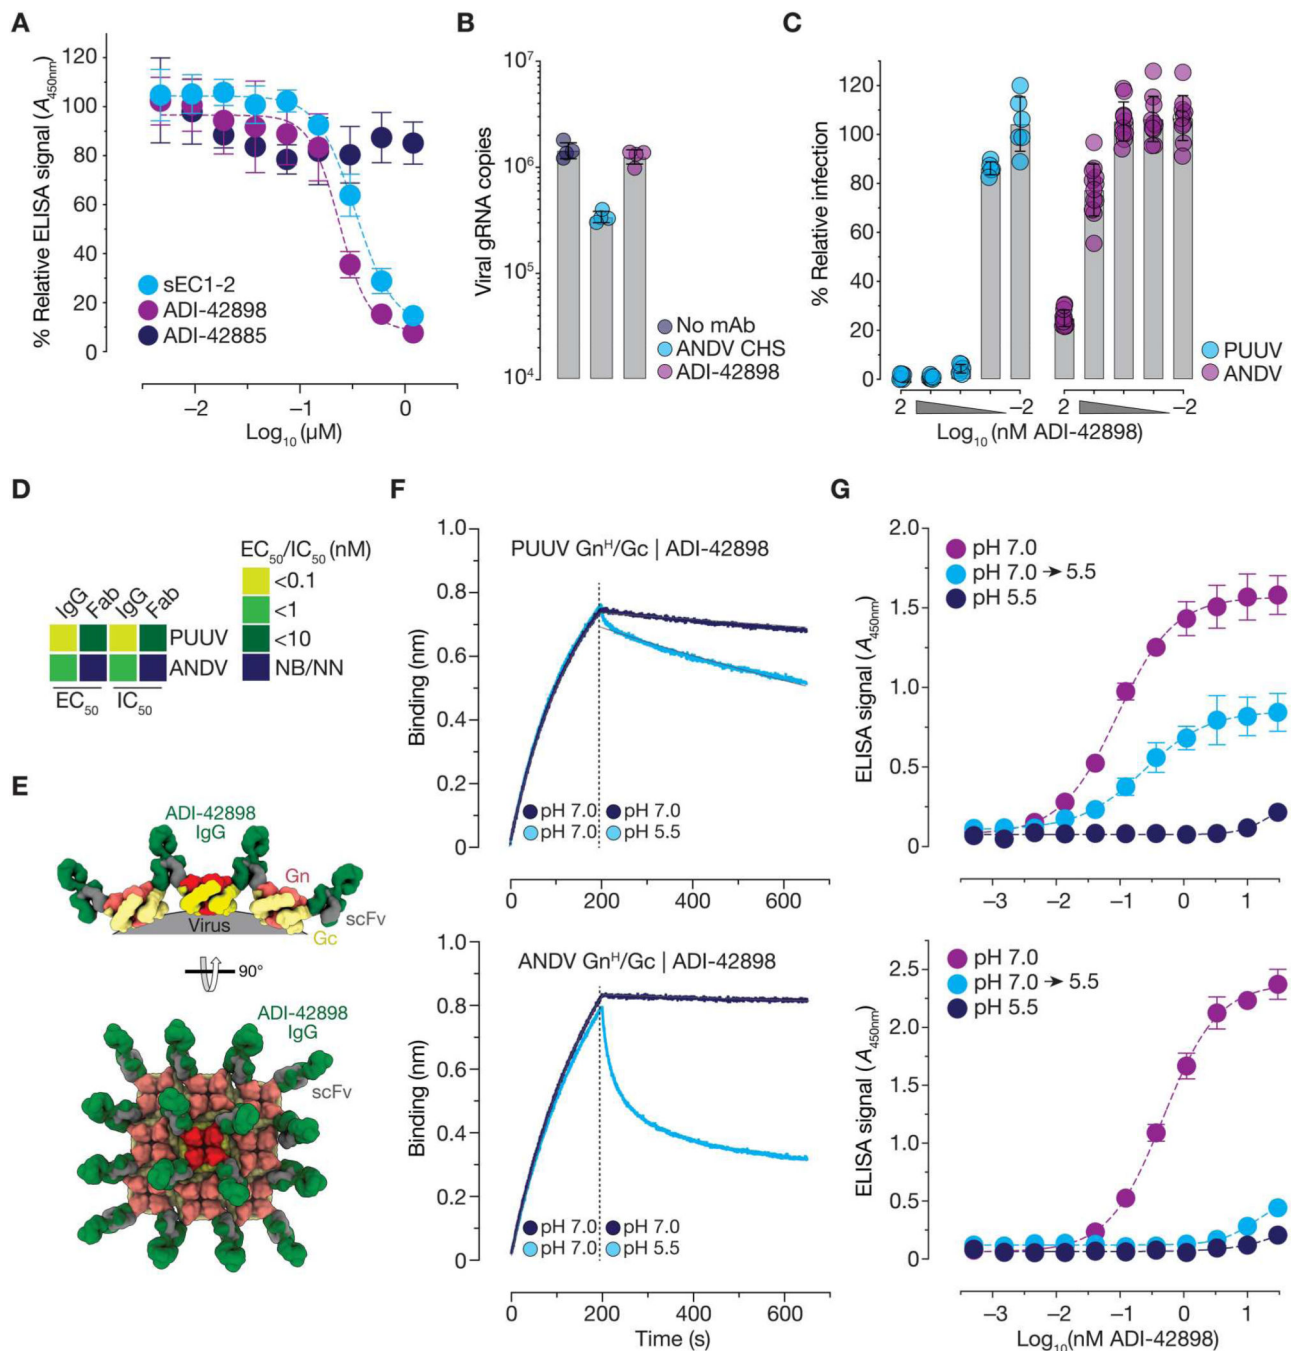 A
% Relative ELISA signal (A450nm)
120
100
80
60
40
20
0
sEC1-2
ADI-42898
ADI-42885
−2
−1
0
Log10 (µM)
B
Viral gRNA copies
10^7
10^6
10^5
10^4
No mAb
ANDV CHS
ADI-42898
C
% Relative infection
120
100
80
60
40
20
0
PUUV
ANDV
2
−2
2
−2
Log10 (nM ADI-42898)
D
IgG
Fab
IgG
Fab
PUUV
ANDV
EC50
IC50
EC50/IC50 (nM)
<0.1
<1
<10
NB/NN
E
ADI-42898
IgG
Gn
scFv
Virus
Gc
90°
ADI-42898
IgG
scFv
F
PUUV GnH/Gc | ADI-42898
Binding (nm)
1.0
0.8
0.6
0.4
0.2
0
pH 7.0
pH 7.0
pH 7.0
pH 5.5
0
200
400
600
ANDV GnH/Gc | ADI-42898
Binding (nm)
1.0
0.8
0.6
0.4
0.2
0
pH 7.0
pH 7.0
pH 7.0
pH 5.5
0
200
400
600
Time (s)
G
ELISA signal (A450nm)
2.0
1.5
1.0
0.5
0
pH 7.0
pH 7.0 → 5.5
pH 5.5
−3
−2
−1
0
1
ELISA signal (A450nm)
2.5
2.0
1.5
1.0
0.5
0
pH 7.0
pH 7.0 → 5.5
pH 5.5
−3
−2
−1
0
1
Log10 (nM ADI-42898)